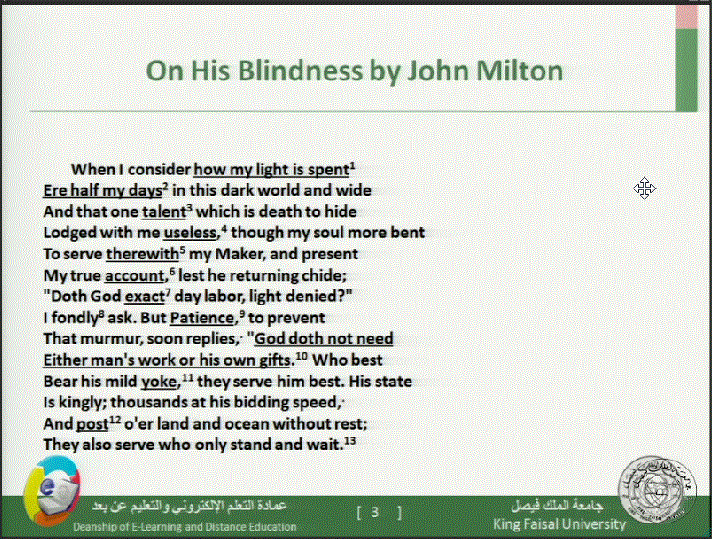 On His Blindness by John Milton
When I consider how my light is spent¹
Ere half my days² in this dark world and wide
And that one talent³ which is death to hide
Lodged with me useless,⁴ though my soul more bent
To serve therewith⁵ my Maker, and present
My true account,⁶ lest he returning chide;
"Doth God exact⁷ day labor, light denied?"
I fondly⁸ ask. But Patience,⁹ to prevent
That murmur, soon replies, "God doth not need
Either man's work or his own gifts.¹⁰ Who best
Bear his mild yoke,¹¹ they serve him best. His state
Is kingly; thousands at his bidding speed,
And post¹² o'er land and ocean without rest;
They also serve who only stand and wait.¹³
عمادة التعلم الإلكتروني والتعليم عن بعد
Deanship of E-Learning and Distance Education
[ 3 ]
جامعة الملك فيصل
King Faisal University